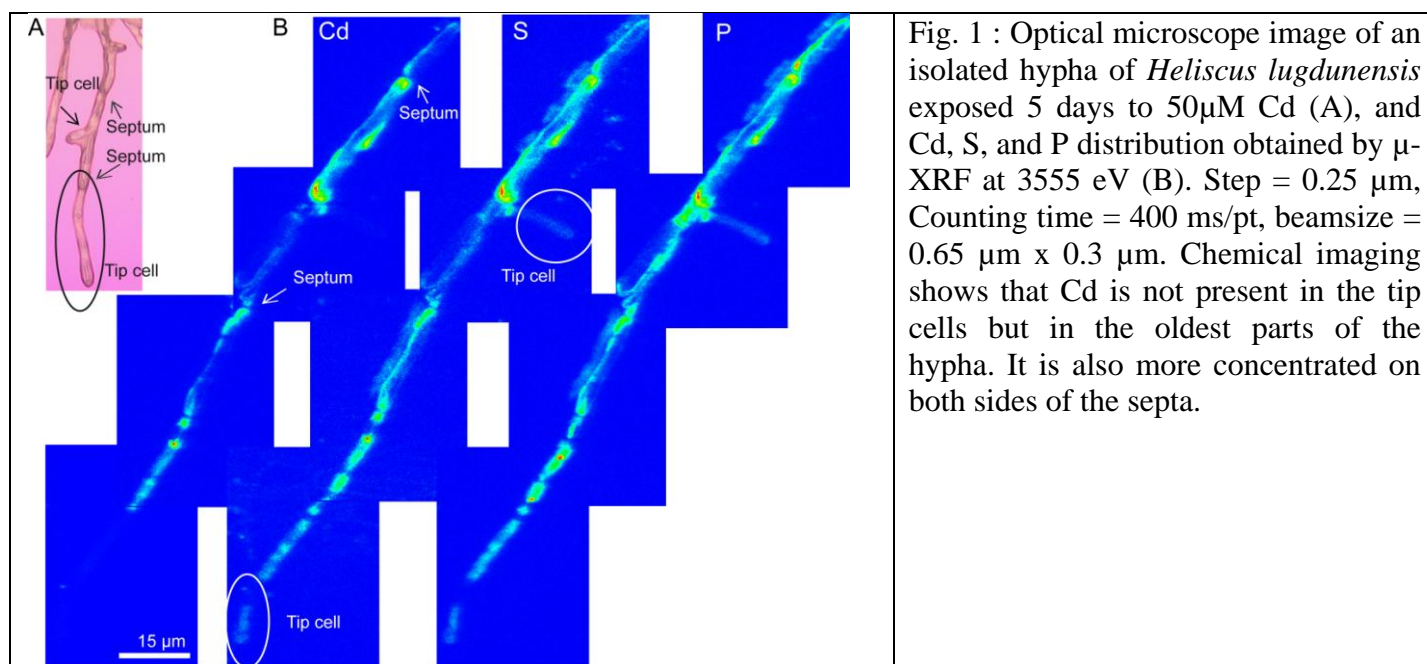 A
B
Cd
S
P
Tip cell
Septum
Septum
Tip cell
Septum
Septum
Tip cell
Tip cell
15 µm
Fig. 1 : Optical microscope image of an
isolated hypha of Heliscus lugdunensis
exposed 5 days to 50µM Cd (A), and
Cd, S, and P distribution obtained by µ-
XRF at 3555 eV (B). Step = 0.25 µm,
Counting time = 400 ms/pt, beamsize =
0.65 µm x 0.3 µm. Chemical imaging
shows that Cd is not present in the tip
cells but in the oldest parts of the
hypha. It is also more concentrated on
both sides of the septa.